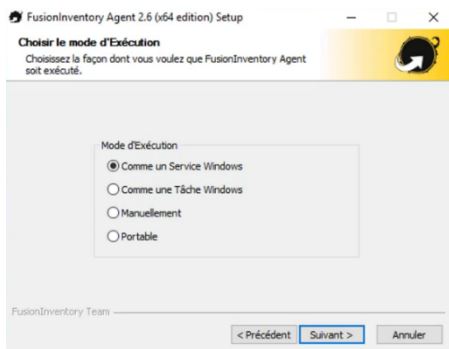 FusionInventory Agent 2.6 (x64 edition) Setup
Choisir le mode d'Exécution
Choisissez la façon dont vous voulez que FusionInventory Agent
soit exécuté.
Mode d'Exécution
Comme un Service Windows
Comme une Tâche Windows
Manuellement
Portable
FusionInventory Team
< Précédent Suivant > Annuler